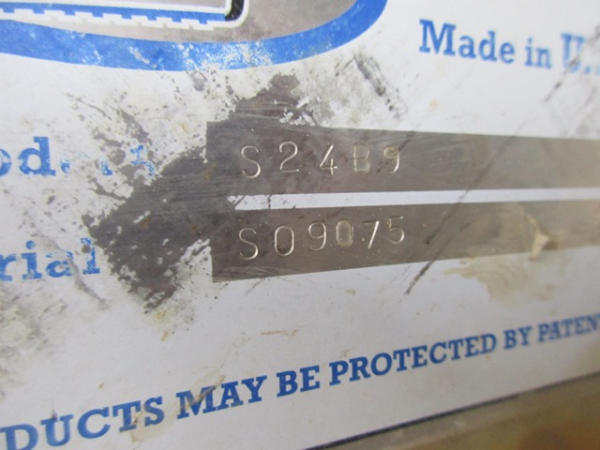 Made in U.
od.
S2489
rial
S09075
DUCTS MAY BE PROTECTED BY PATEN